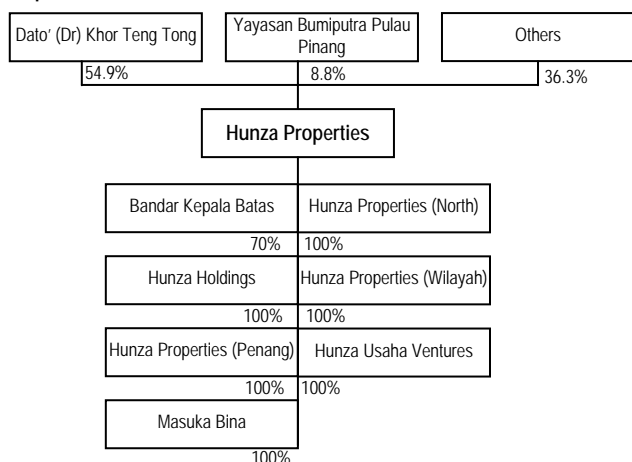 Dato' (Dr) Khor Teng Tong
Yayasan Bumiputra Pulau
Pinang
Others
54.9%
8.8%
36.3%
Hunza Properties
Bandar Kepala Batas
Hunza Properties (North)
70%
100%
Hunza Holdings
Hunza Properties (Wilayah)
100%
100%
Hunza Properties (Penang)
Hunza Usaha Ventures
100%
100%
Masuka Bina
100%